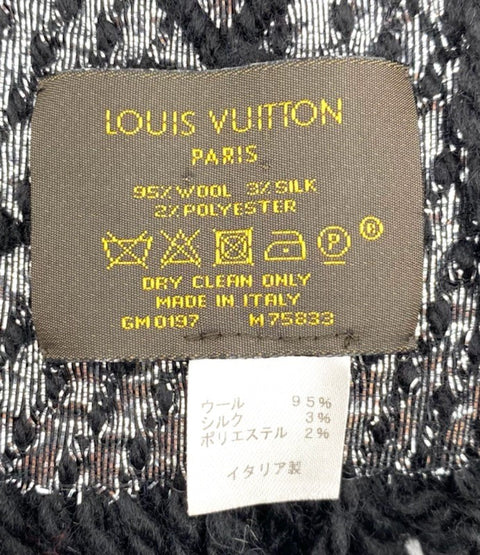 LOUIS VUITTON
PARIS
95% WOOL 3% SILK
2% POLYESTER
P
DRY CLEAN ONLY
MADE IN ITALY
GM0197 M75833
ウール 95%
シルク 3%
ポリエステル 2%
イタリア製